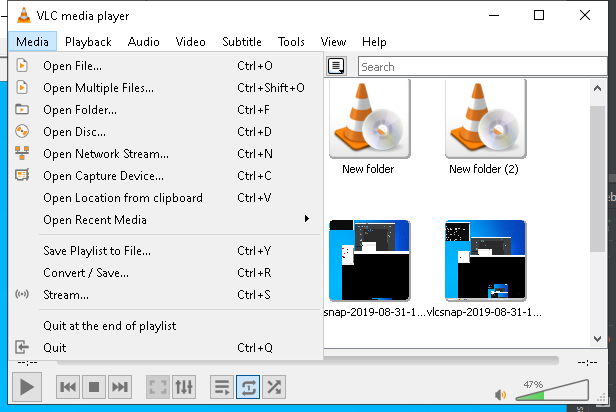 VLC media player
Media Playback Audio Video Subtitle Tools View Help
Open File... Ctrl+O
Open Multiple Files... Ctrl+Shift+O
Open Folder... Ctrl+F
Open Disc... Ctrl+D
Open Network Stream... Ctrl+N
Open Capture Device... Ctrl+C
Open Location from clipboard Ctrl+V
Open Recent Media
Save Playlist to File... Ctrl+Y
Convert / Save... Ctrl+R
Stream... Ctrl+S
Quit at the end of playlist
Quit Ctrl+Q
Search
New folder New folder (2)
snap-2019-08-31-1... vlcsnap-2019-08-31-1...
--:-- --:--
47%